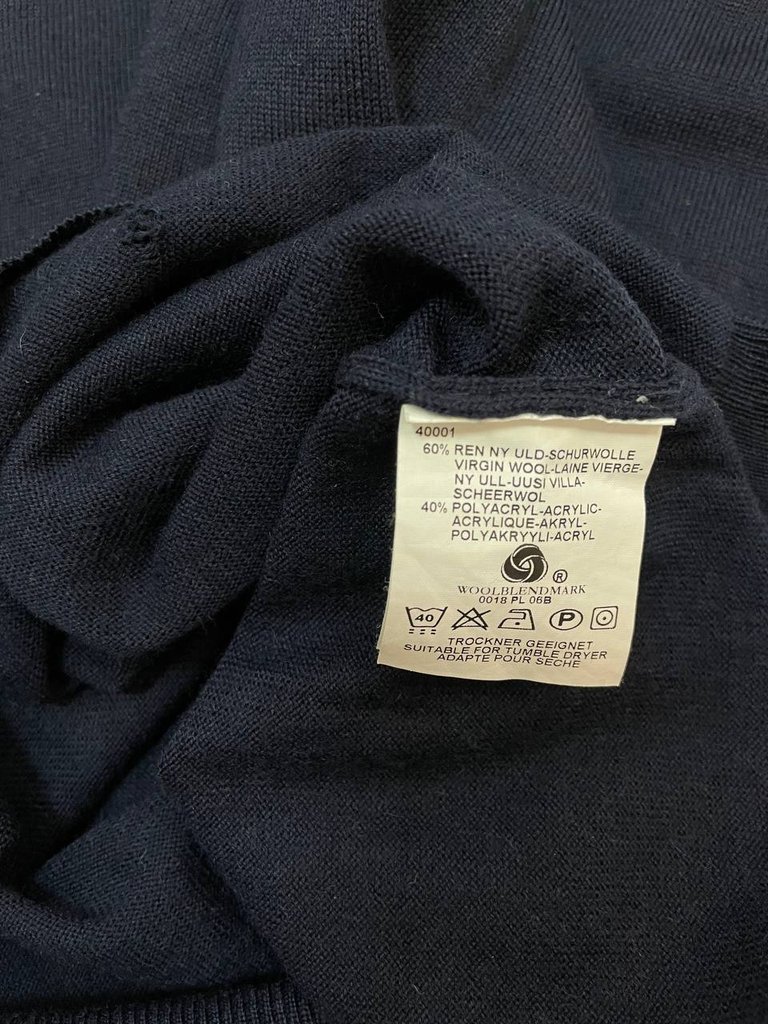 40001
60% REN NY ULD-SCHURWOLLE
VIRGIN WOOL-LAINE VIERGE-
NY ULL-UUSI VILLA-
SCHEERWOL
40% POLYACRYL-ACRYLIC-
ACRYLIQUE-AKRYL-
POLYAKRYYLI-ACRYL
®
WOOLBLENDMARK
0018 PL 06B
40 P
TROCKNER GEEIGNET
SUITABLE FOR TUMBLE DRYER
ADAPTE POUR SECHE